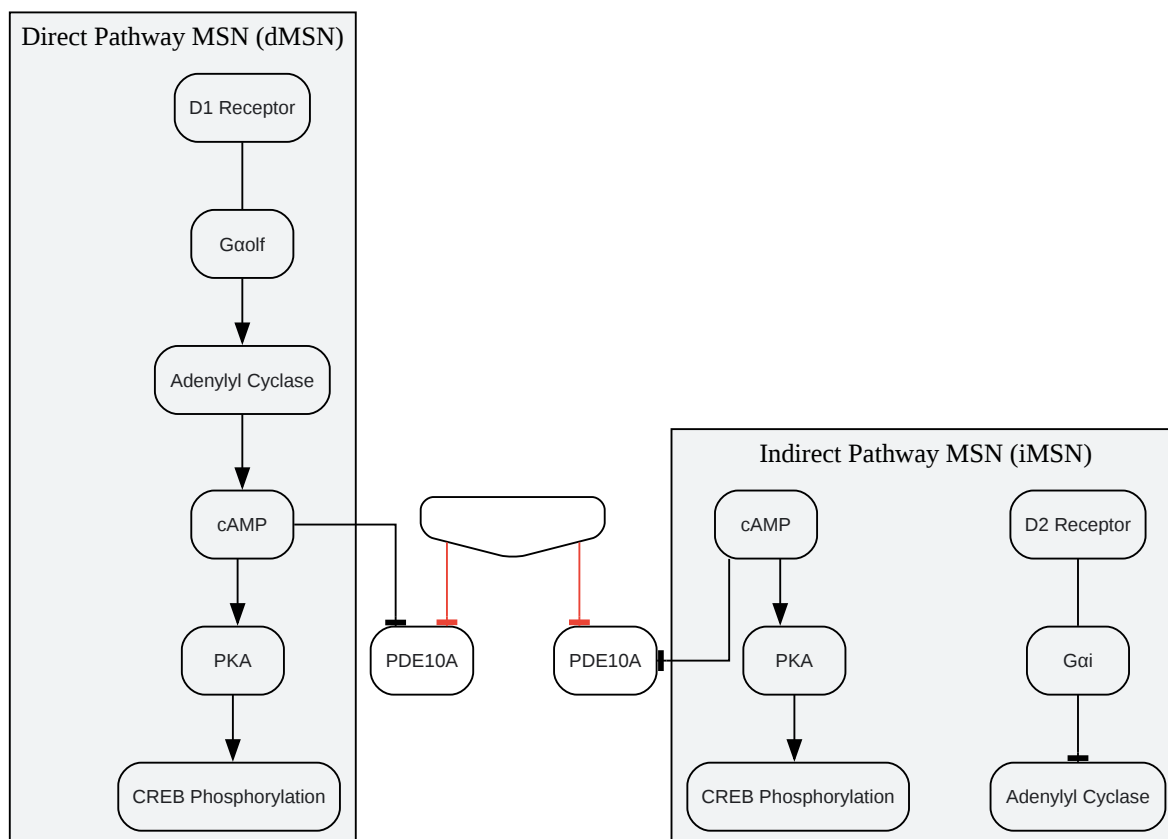 Direct Pathway MSN (dMSN)
D1 Receptor
Gαolf
Adenylyl Cyclase
cAMP
PKA
CREB Phosphorylation
PDE10A
PDE10A
Indirect Pathway MSN (iMSN)
cAMP
D2 Receptor
PKA
Gαi
CREB Phosphorylation
Adenylyl Cyclase